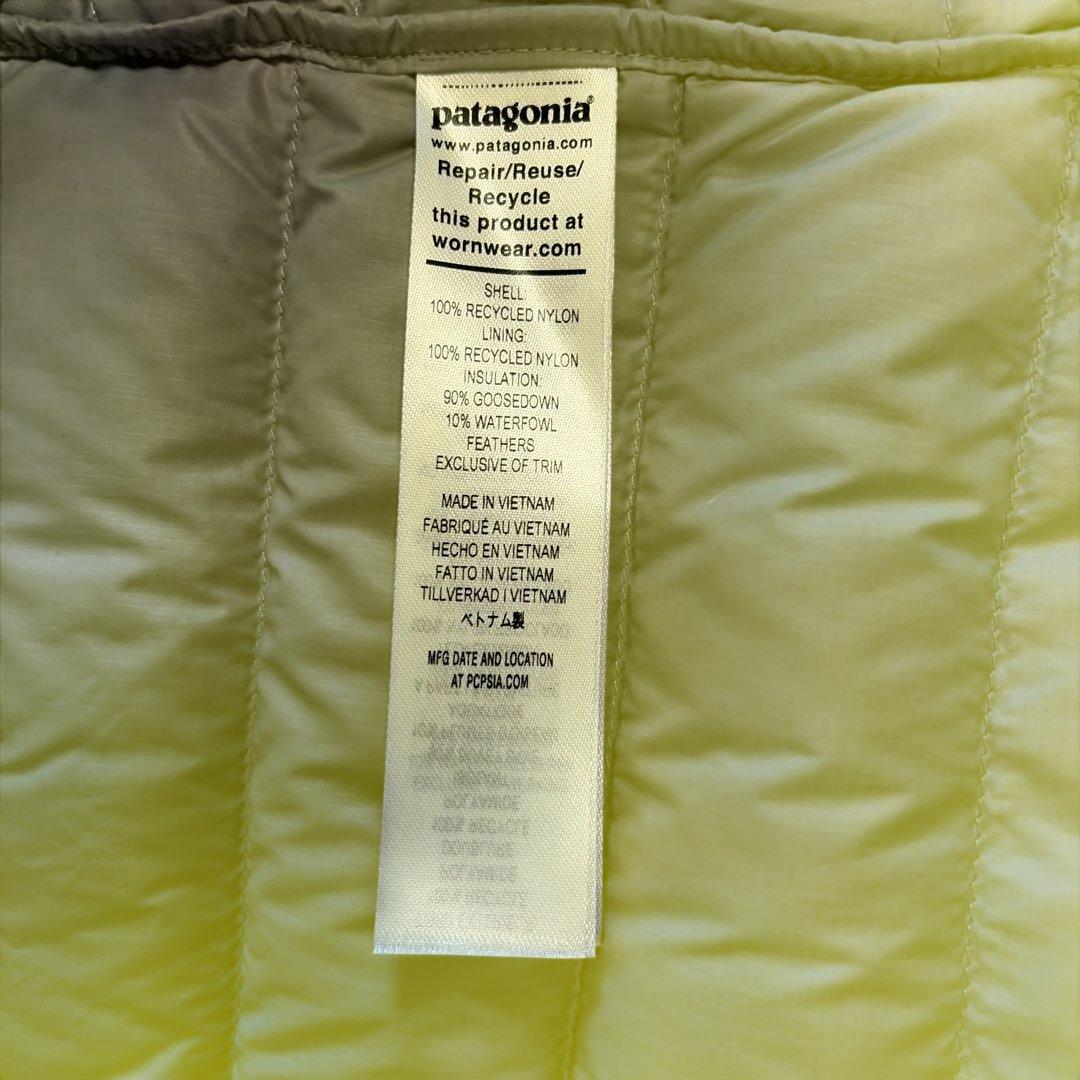 patagonia®
www.patagonia.com
Repair/Reuse/
Recycle
this product at
wornwear.com
SHELL:
100% RECYCLED NYLON
LINING:
100% RECYCLED NYLON
INSULATION:
90% GOOSEDOWN
10% WATERFOWL
FEATHERS
EXCLUSIVE OF TRIM
MADE IN VIETNAM
FABRIQUÉ AU VIETNAM
HECHO EN VIETNAM
FATTO IN VIETNAM
TILLVERKAD I VIETNAM
ベトナム製
MFG DATE AND LOCATION
AT PCPSIA.COM